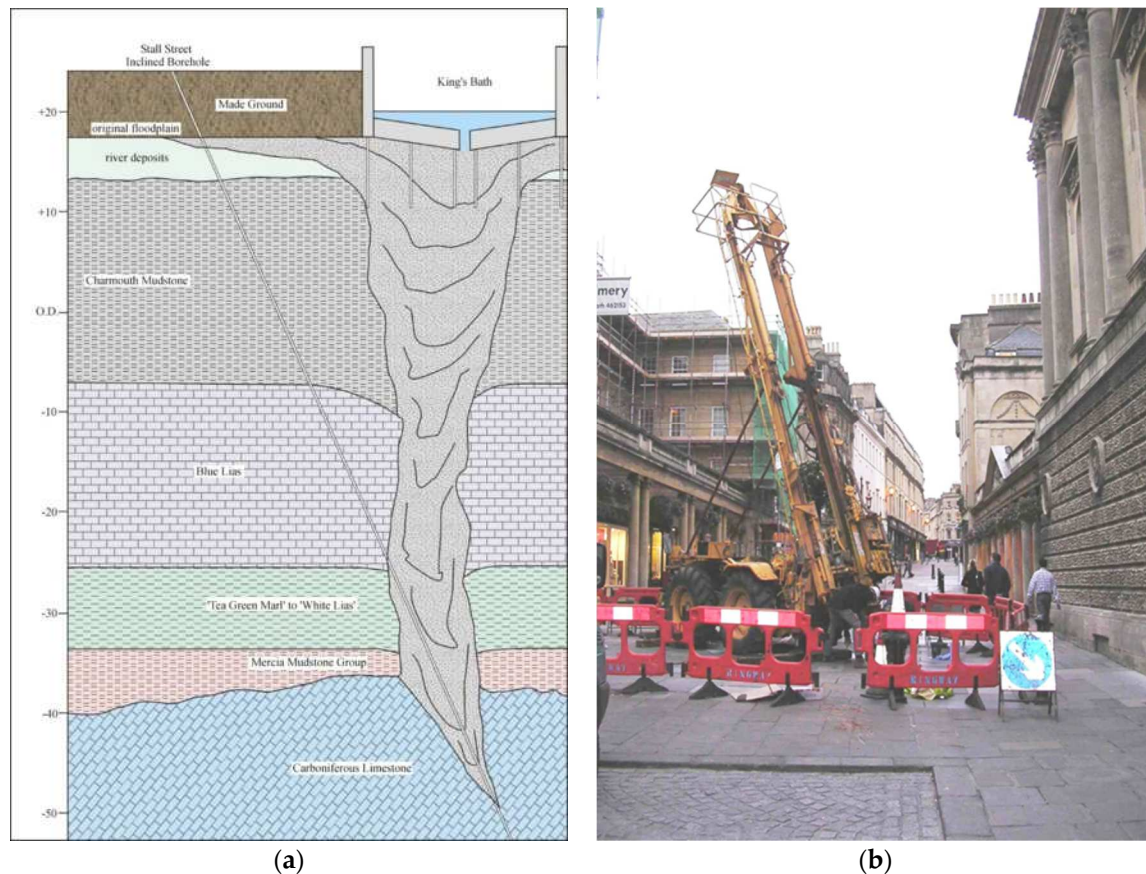 Stall Street
Inclined Borehole
King's Bath
Made Ground
+20
original floodplain
river deposits
+10
Charmouth Mudstone
O.D.
-10
Blue Lias
-20
'Tea Green Marl' to 'White Lias'
-30
Mercia Mudstone Group
-40
Carboniferous Limestone
-50
mery
(a)
(b)